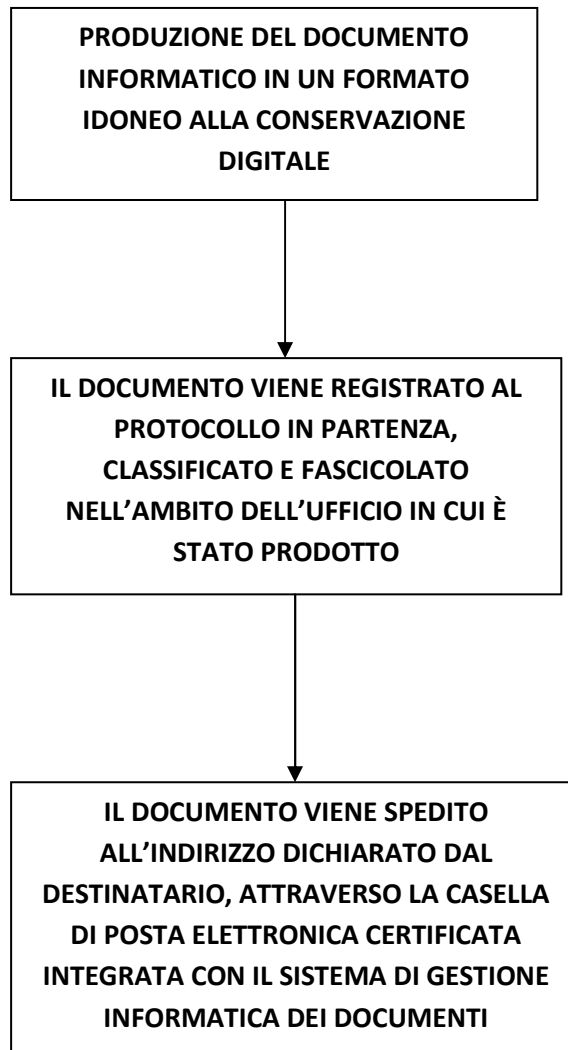 PRODUZIONE DEL DOCUMENTO
INFORMATICO IN UN FORMATO
IDONEO ALLA CONSERVAZIONE
DIGITALE
IL DOCUMENTO VIENE REGISTRATO AL
PROTOCOLLO IN PARTENZA,
CLASSIFICATO E FASCICOLATO
NELL’AMBITO DELL’UFFICIO IN CUI È
STATO PRODOTTO
IL DOCUMENTO VIENE SPEDITO
ALL’INDIRIZZO DICHIARATO DAL
DESTINATARIO, ATTRAVERSO LA CASELLA
DI POSTA ELETTRONICA CERTIFICATA
INTEGRATA CON IL SISTEMA DI GESTIONE
INFORMATICA DEI DOCUMENTI